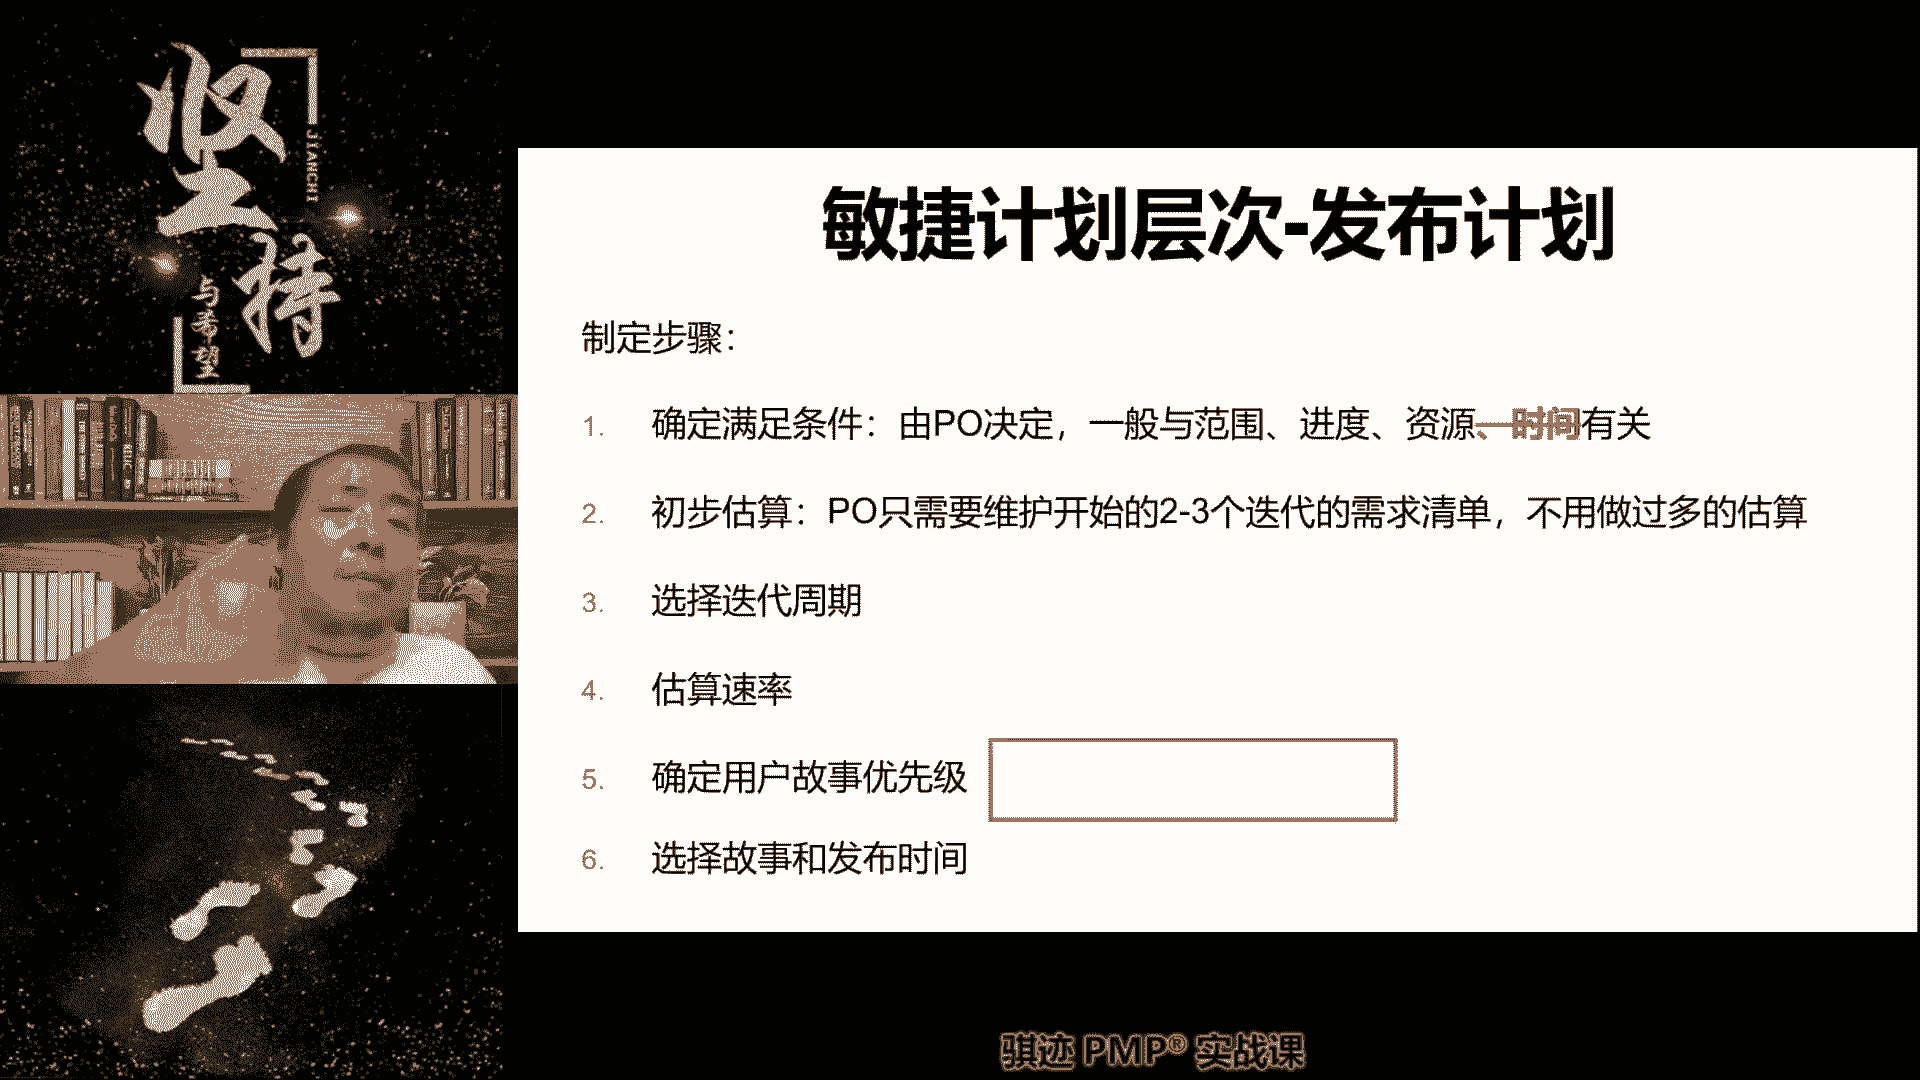 坚
持
JIANCHI
与希望
敏捷计划层次-发布计划
制定步骤：
1. 确定满足条件：由PO决定，一般与范围、进度、资源、时间有关
2. 初步估算：PO只需要维护开始的2-3个迭代的需求清单，不用做过多的估算
3. 选择迭代周期
4. 估算速率
5. 确定用户故事优先级
6. 选择故事和发布时间
骐迹 PMP® 实战课